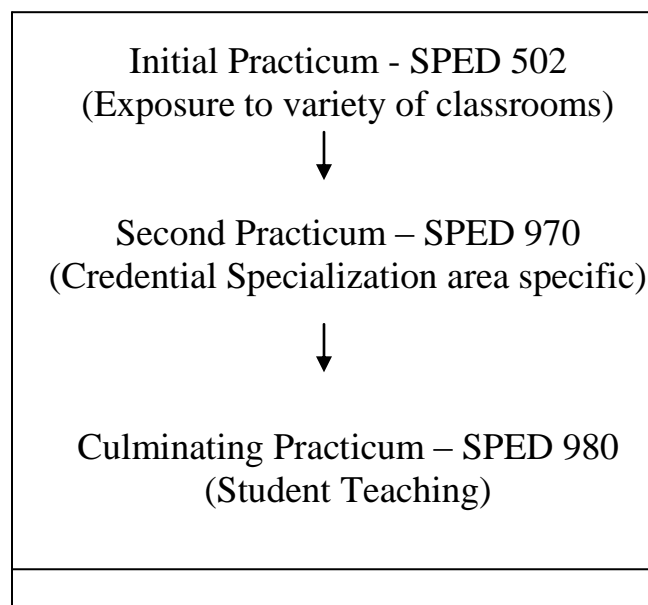 Initial Practicum - SPED 502
(Exposure to variety of classrooms)
Second Practicum – SPED 970
(Credential Specialization area specific)
Culminating Practicum – SPED 980
(Student Teaching)